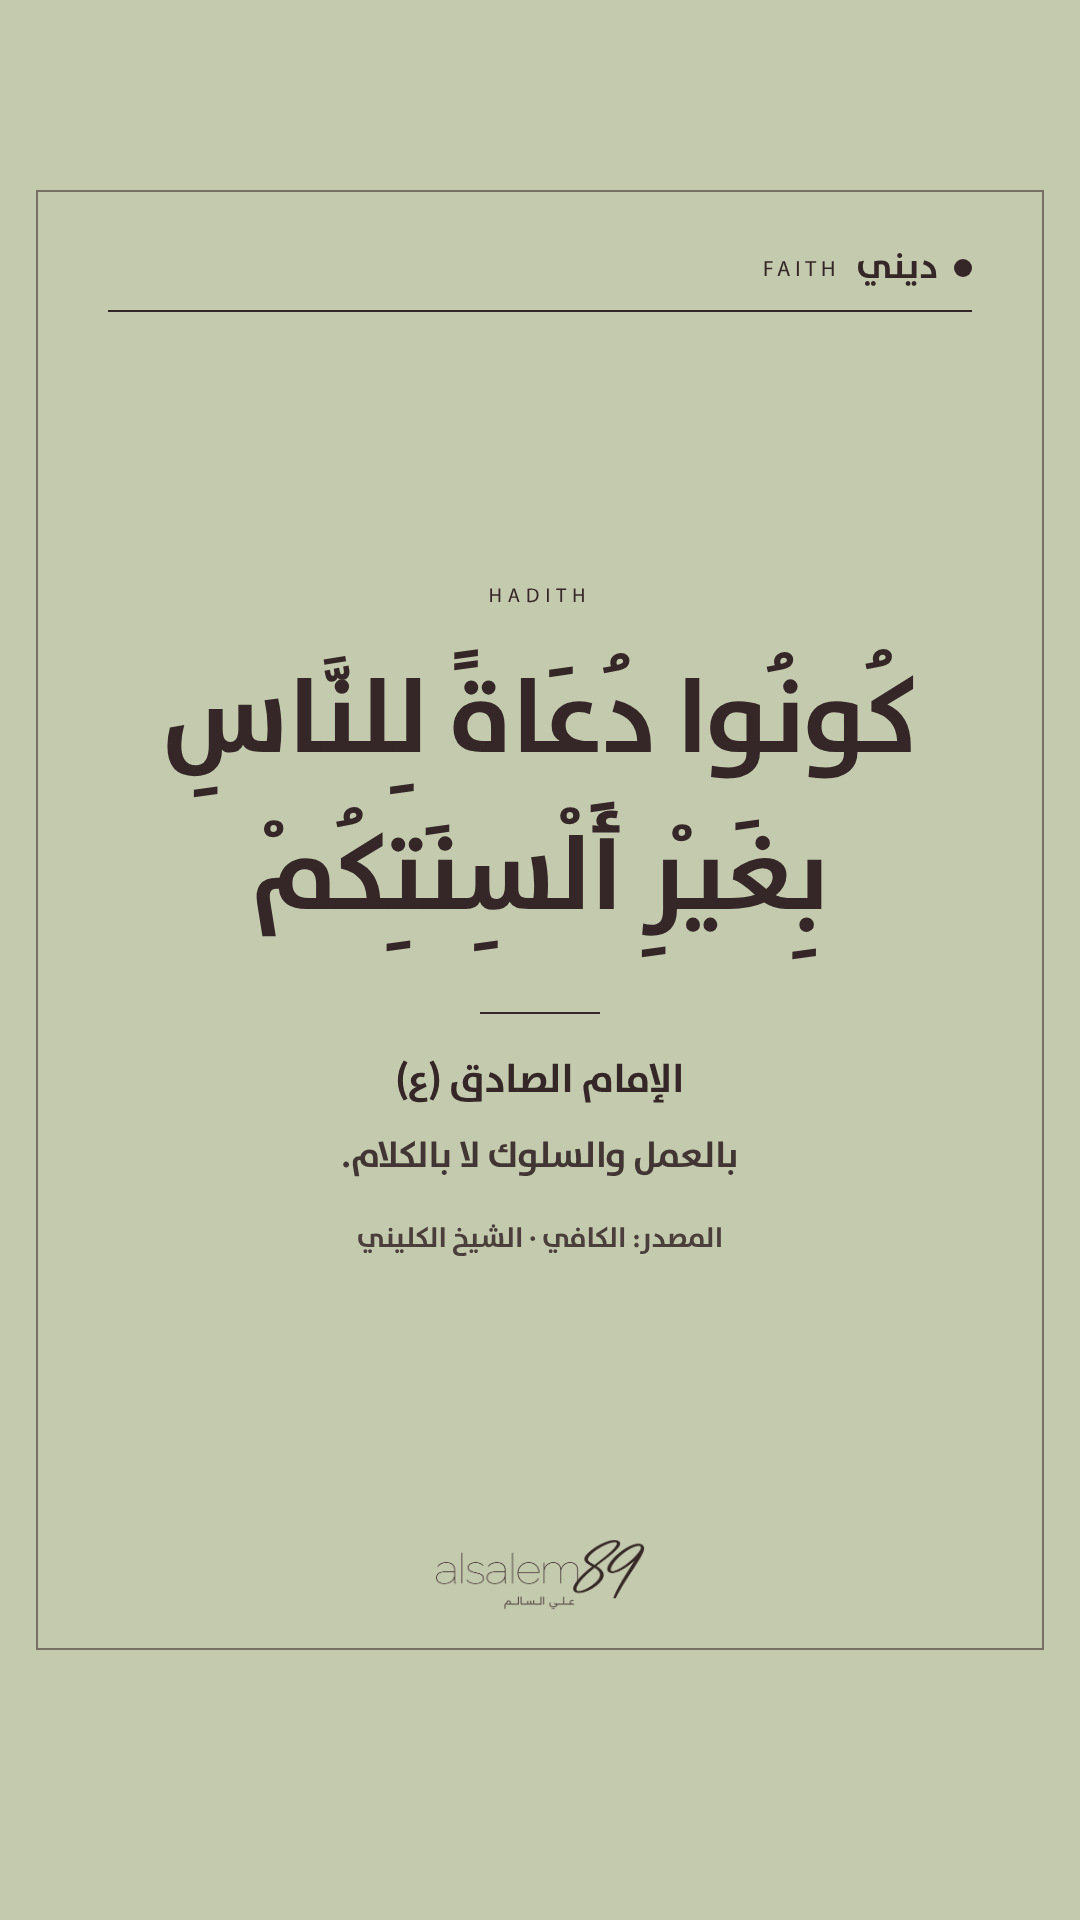 ديني FAITH
HADITH
كُونُوا دُعَاةً لِلنَّاسِ
بِغَيْرِ أَلْسِنَتِكُمْ
الإمام الصادق (ع)
بالعمل والسلوك لا بالكلام.
المصدر: الكافي · الشيخ الكليني
alsalem89
علي السالم